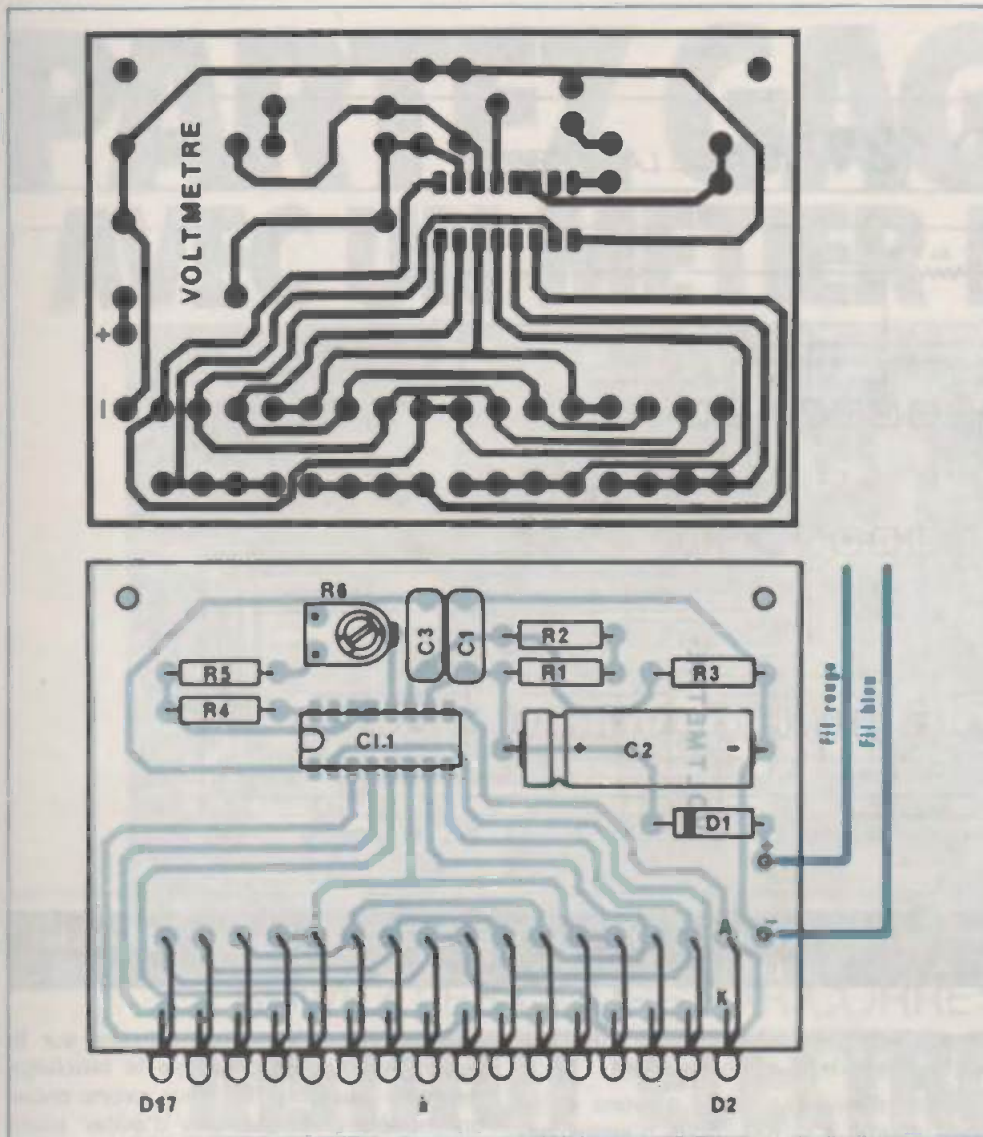 VOLTMETRE
+
-
R6
C3
C1
R2
R5
R1
R3
R4
CI.1
+ C2 -
D1
+
-
Fil rouge
Fil bleu
A
K
D17
à
D2